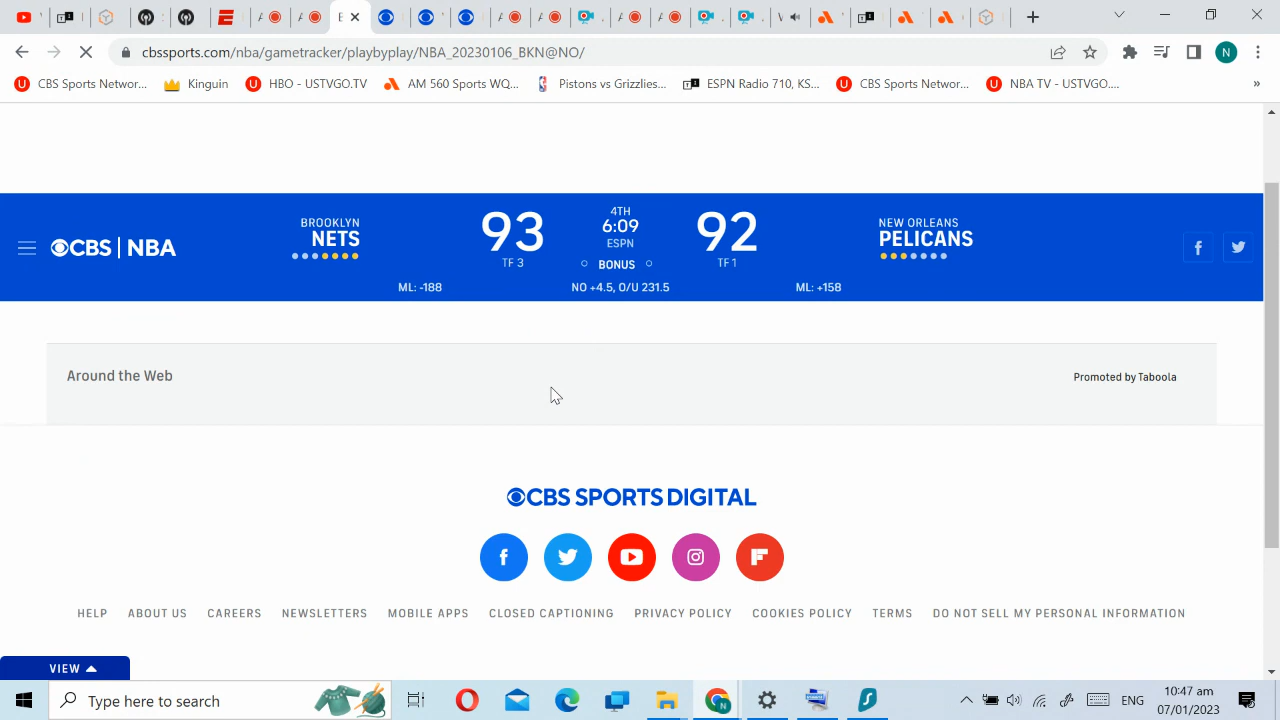 cbssports.com/nba/gametracker/playbyplay/NBA_20230106_BKN@NO/
N
CBS Sports Networ...
Kinguin
HBO - USTVGO.TV
AM 560 Sports WQ...
Pistons vs Grizzlies...
ESPN Radio 710, KS...
CBS Sports Networ...
NBA TV - USTVGO....
»
CBS | NBA
BROOKLYN
NETS
93
TF 3
4TH
6:09
ESPN
BONUS
92
TF 1
NEW ORLEANS
PELICANS
ML: -188
NO +4.5, O/U 231.5
ML: +158
Around the Web
Promoted by Taboola
CBS SPORTS DIGITAL
HELP
ABOUT US
CAREERS
NEWSLETTERS
MOBILE APPS
CLOSED CAPTIONING
PRIVACY POLICY
COOKIES POLICY
TERMS
DO NOT SELL MY PERSONAL INFORMATION
VIEW
Type here to search
ENG
10:47 am
07/01/2023